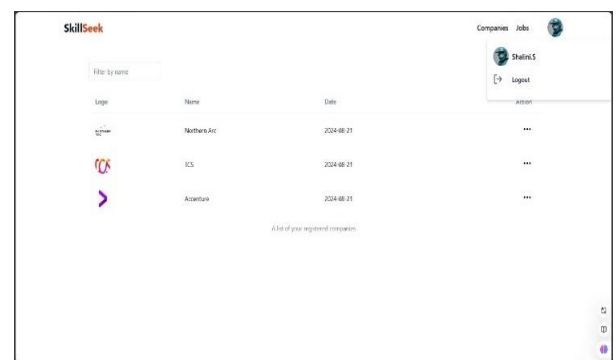 SkillSeek
Companies Jobs
Shalini.S
Logout
Filter by name
Logo Name Date Action
Northern Arc 2024-08-21
TCS 2024-08-21
Accenture 2024-08-21
A list of your registered companies